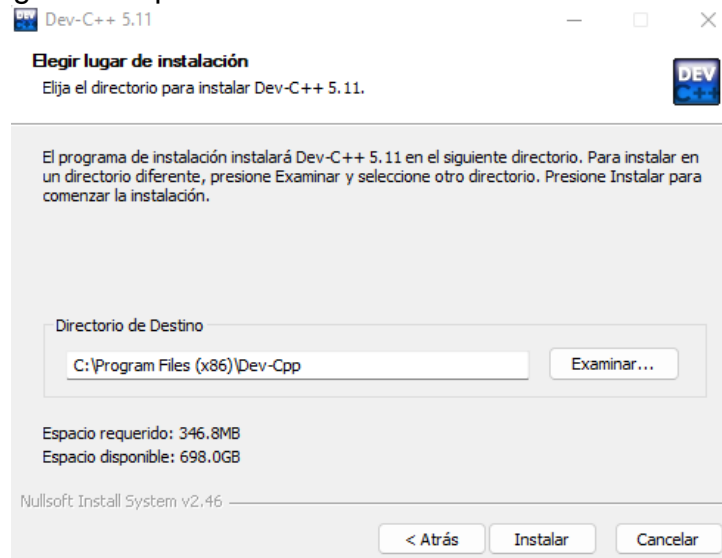 Dev-C++ 5.11
Elegir lugar de instalación
Elija el directorio para instalar Dev-C++ 5.11.
DEV
C++
El programa de instalación instalará Dev-C++ 5.11 en el siguiente directorio. Para instalar en
un directorio diferente, presione Examinar y seleccione otro directorio. Presione Instalar para
comenzar la instalación.
Directorio de Destino
C:\Program Files (x86)\Dev-Cpp
Examinar...
Espacio requerido: 346.8MB
Espacio disponible: 698.0GB
Nullsoft Install System v2.46
< Atrás
Instalar
Cancelar